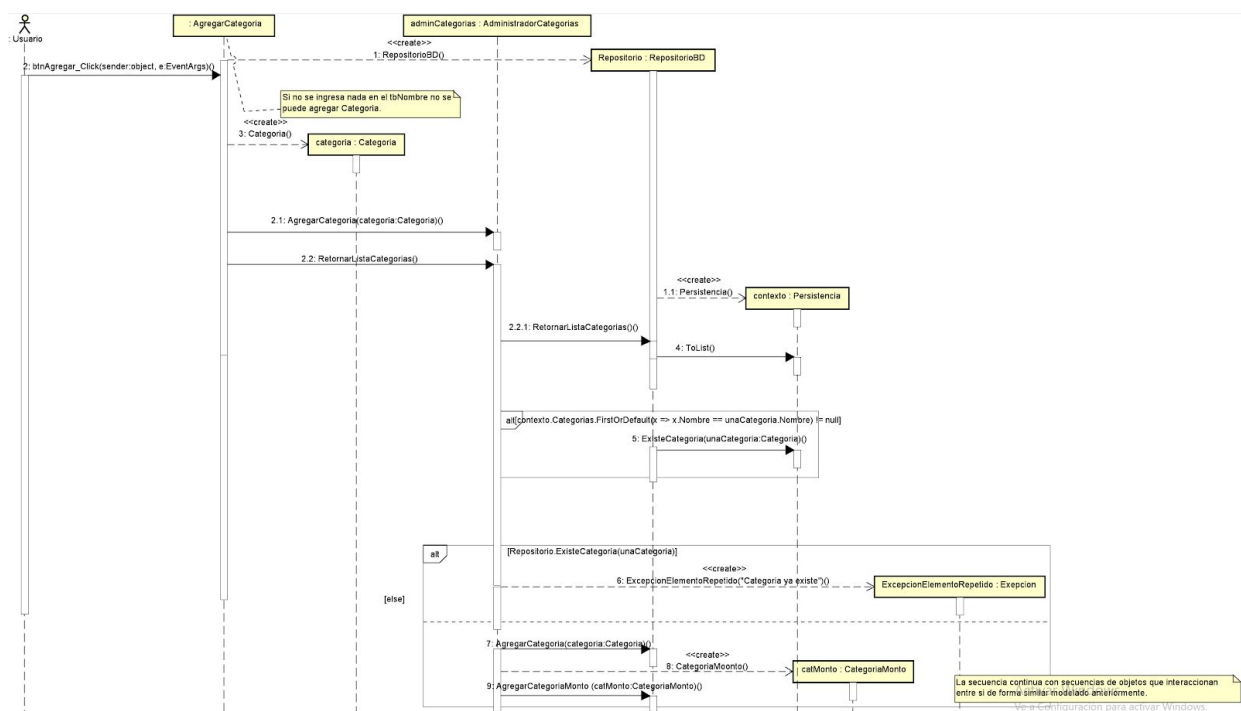 : Usuario
: AgregarCategoria
adminCategorias : AdministradorCategorias
<<create>>
1: RepositorioBD()
Repositorio : RepositorioBD
2: btnAgregar_Click(sender:object, e:EventArgs)()
Si no se ingresa nada en el tbNombre no se
puede agregar Categoria.
<<create>>
3: Categoria()
categoria : Categoria
2.1: AgregarCategoria(categoria:Categoria)()
2.2: RetornarListaCategorias()
<<create>>
1.1: Persistencia()
contexto : Persistencia
2.2.1: RetornarListaCategorias()()
4: ToList()
alt[contexto.Categorias.FirstOrDefault(x => x.Nombre == unaCategoria.Nombre) != null]
5: ExisteCategoria(unaCategoria:Categoria)()
alt
[Repositorio.ExisteCategoria(unaCategoria)]
<<create>>
6: ExcepcionElementoRepetido("Categoria ya existe")()
ExcepcionElementoRepetido : Exepcion
[else]
7: AgregarCategoria(categoria:Categoria)()
<<create>>
8: CategoriaMoonto()
catMonto : CategoriaMonto
9: AgregarCategoriaMonto (catMonto:CategoriaMonto)()
La secuencia continua con secuencias de objetos que interaccionan
entre si de forma similar modelado anteriormente.
Activar Windows
Ve a Configuración para activar Windows.